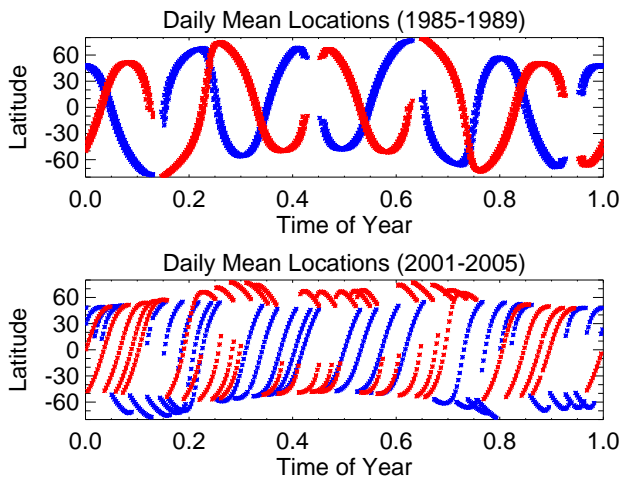 Daily Mean Locations (1985-1989)
60
30
0
-30
-60
Latitude
0.0 0.2 0.4 0.6 0.8 1.0
Time of Year
Daily Mean Locations (2001-2005)
60
30
0
-30
-60
Latitude
0.0 0.2 0.4 0.6 0.8 1.0
Time of Year